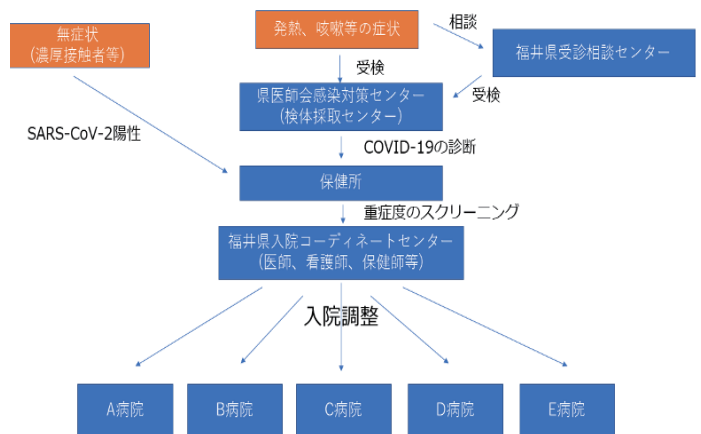 無症状
(濃厚接触者等)
発熱、咳嗽等の症状
相談
福井県受診相談センター
受検
受検
県医師会感染対策センター
(検体採取センター)
SARS-CoV-2陽性
COVID-19の診断
保健所
重症度のスクリーニング
福井県入院コーディネートセンター
(医師、看護師、保健師等)
入院調整
A病院
B病院
C病院
D病院
E病院